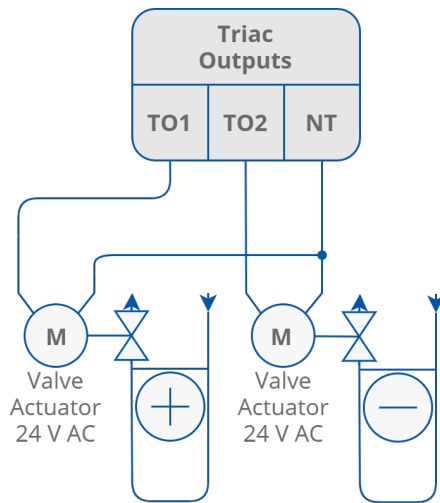 Triac
Outputs
TO1 TO2 NT
M M
Valve
Actuator
24 V AC
Valve
Actuator
24 V AC